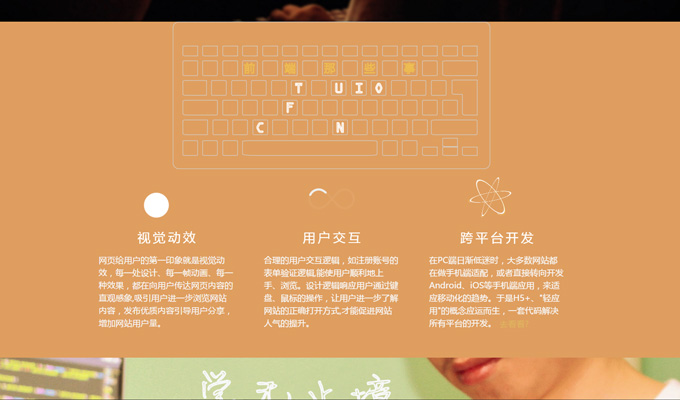 前端那些事
T U I O
F
C N
视觉动效
网页给用户的第一印象就是视觉动
效，每一处设计、每一帧动画、每一
种效果，都在向用户传达网页内容的
直观感象,吸引用户进一步浏览网站
内容，发布优质内容引导用户分享，
增加网站用户量。
用户交互
合理的用户交互逻辑，如注册账号的
表单验证逻辑,能使用户顺利地上
手、浏览。设计逻辑响应用户通过键
盘、鼠标的操作，让用户进一步了解
网站的正确打开方式,才能促进网站
人气的提升。
跨平台开发
在PC端日渐低迷时，大多数网站都
在做手机端适配，或者直接转向开发
Android、iOS等手机端应用，来适
应移动化的趋势。于是H5+、"轻应
用"的概念应运而生，一套代码解决
所有平台的开发。